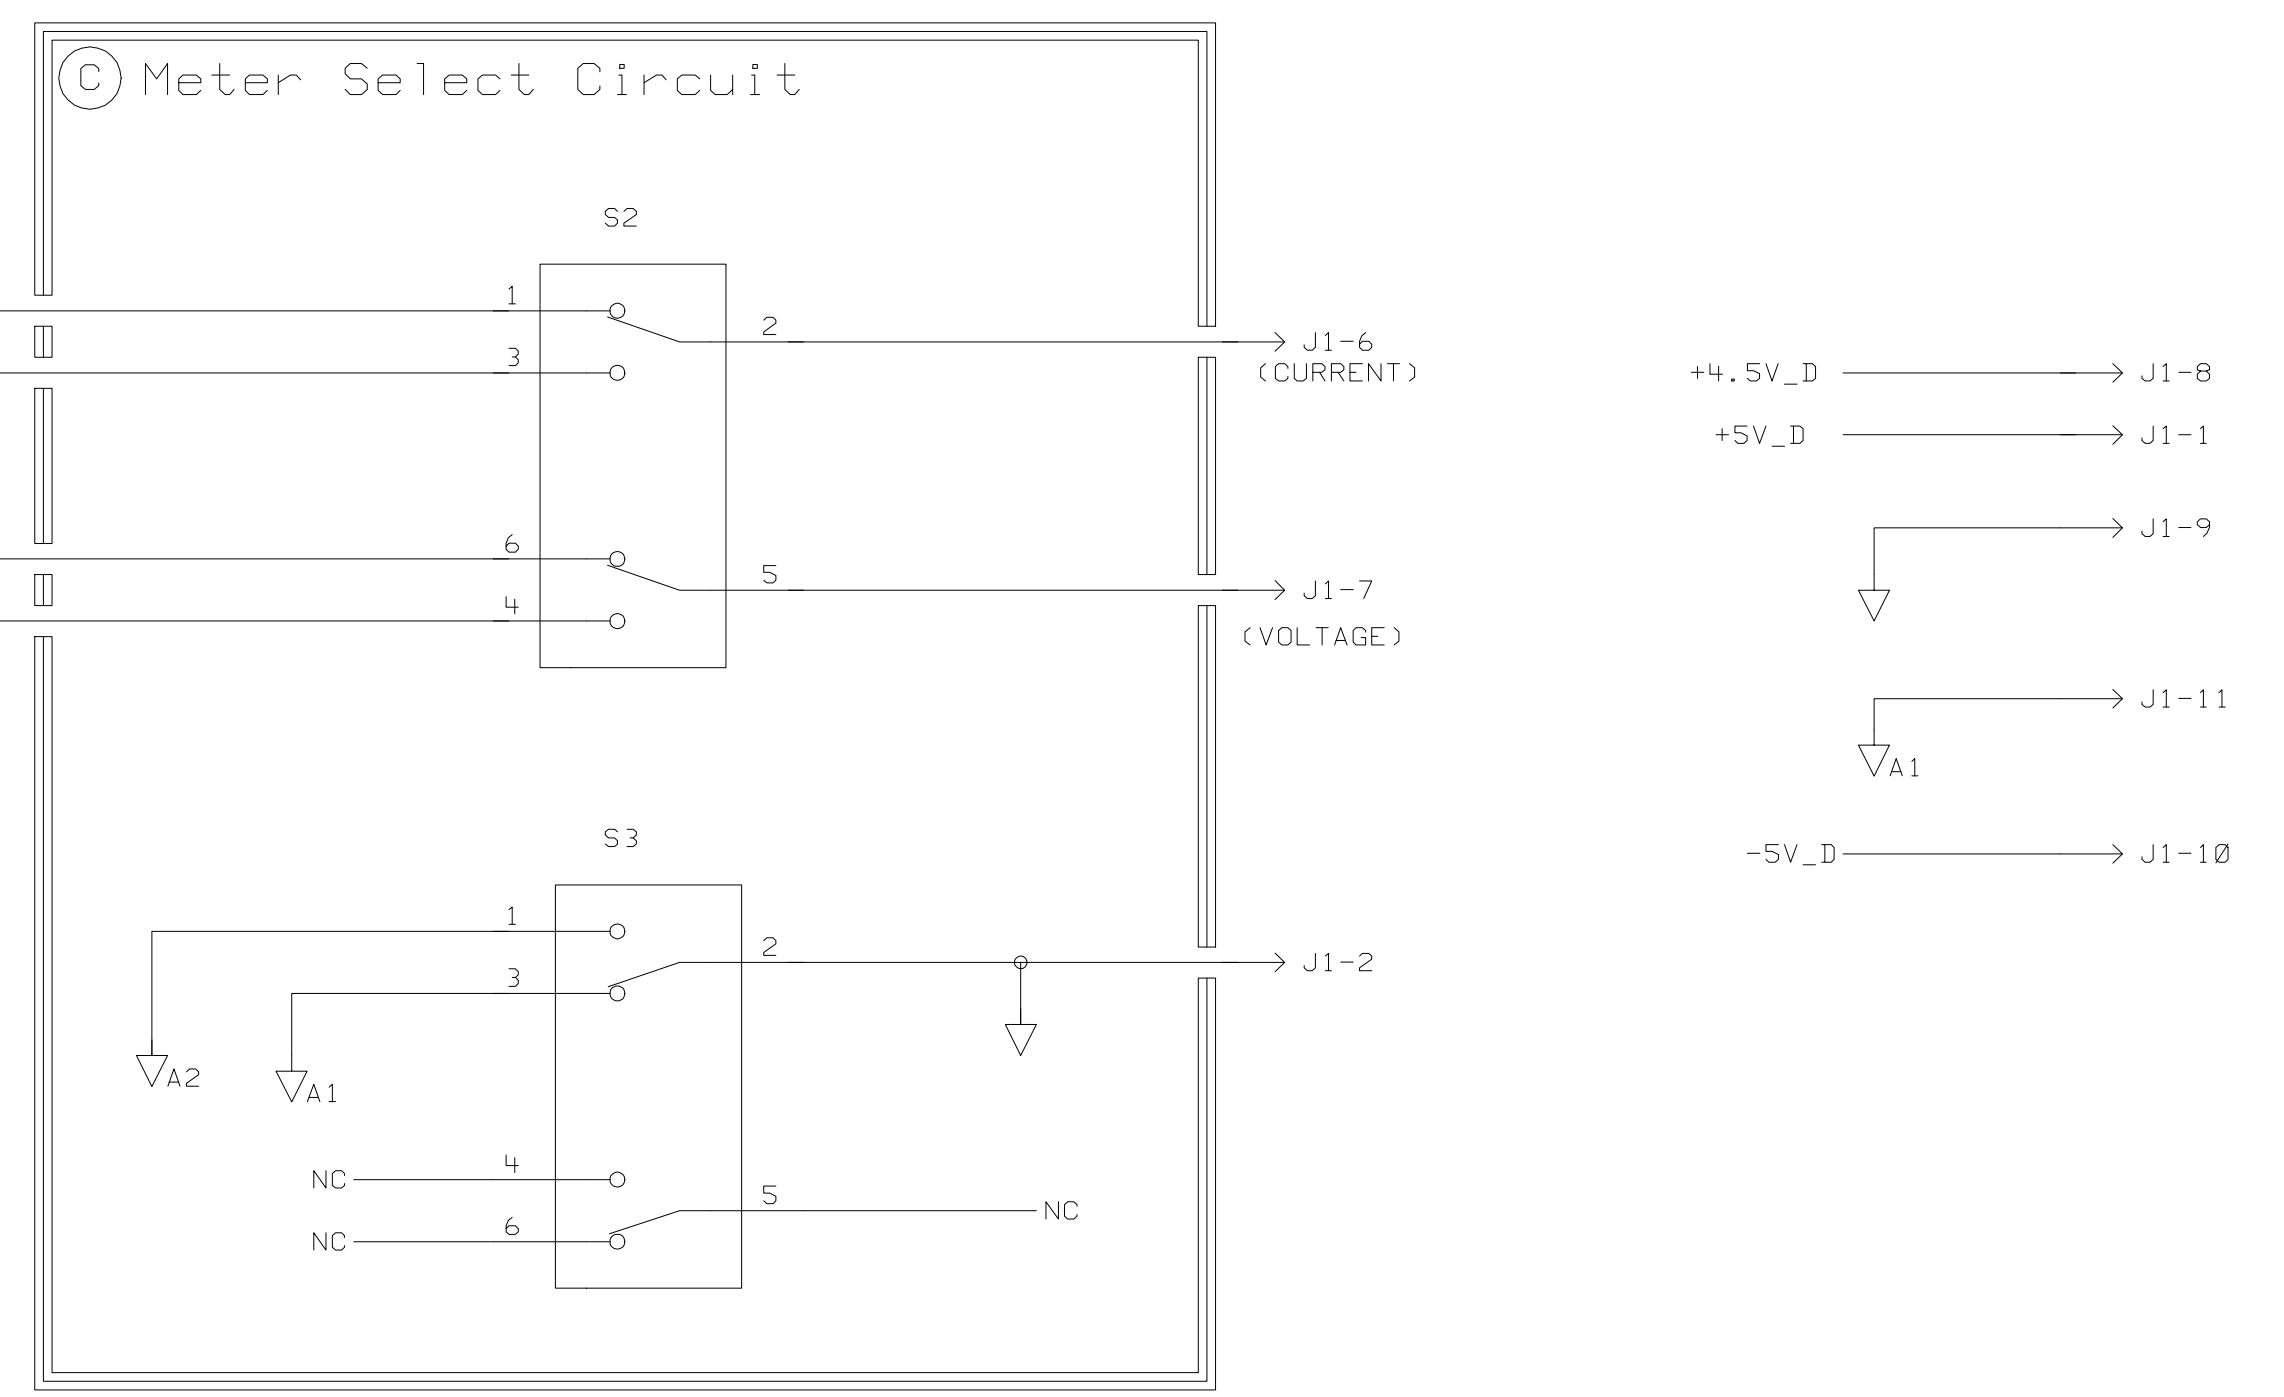 C Meter Select Circuit
S2
1
2
3
J1-6
(CURRENT)
6
5
4
J1-7
(VOLTAGE)
S3
1
2
3
J1-2
A2
A1
NC
4
5
NC
NC
6
+4.5V_D
J1-8
+5V_D
J1-1
J1-9
J1-11
A1
-5V_D
J1-10